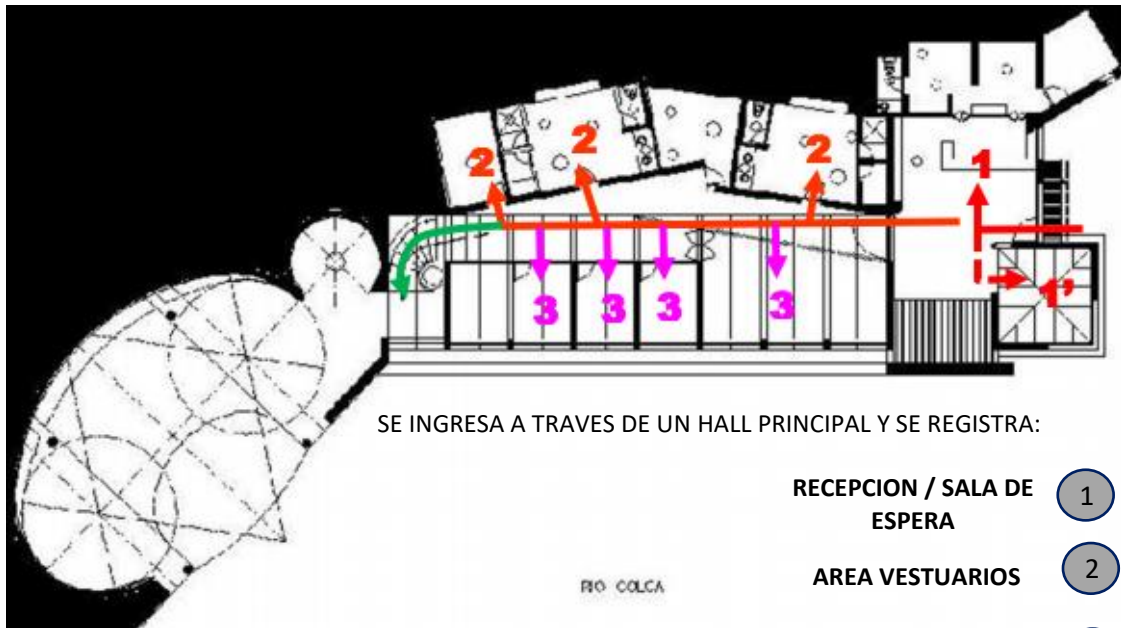 2
2
2
1
1'
3
3
3
3
SE INGRESA A TRAVES DE UN HALL PRINCIPAL Y SE REGISTRA:
RECEPCION / SALA DE
ESPERA
1
AREA VESTUARIOS
2
RIO COLCA